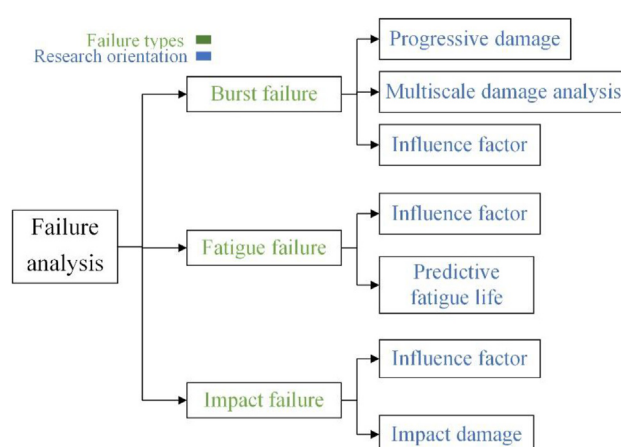 Failure types
Research orientation
Progressive damage
Burst failure
Multiscale damage analysis
Influence factor
Failure
analysis
Fatigue failure
Influence factor
Predictive
fatigue life
Impact failure
Influence factor
Impact damage